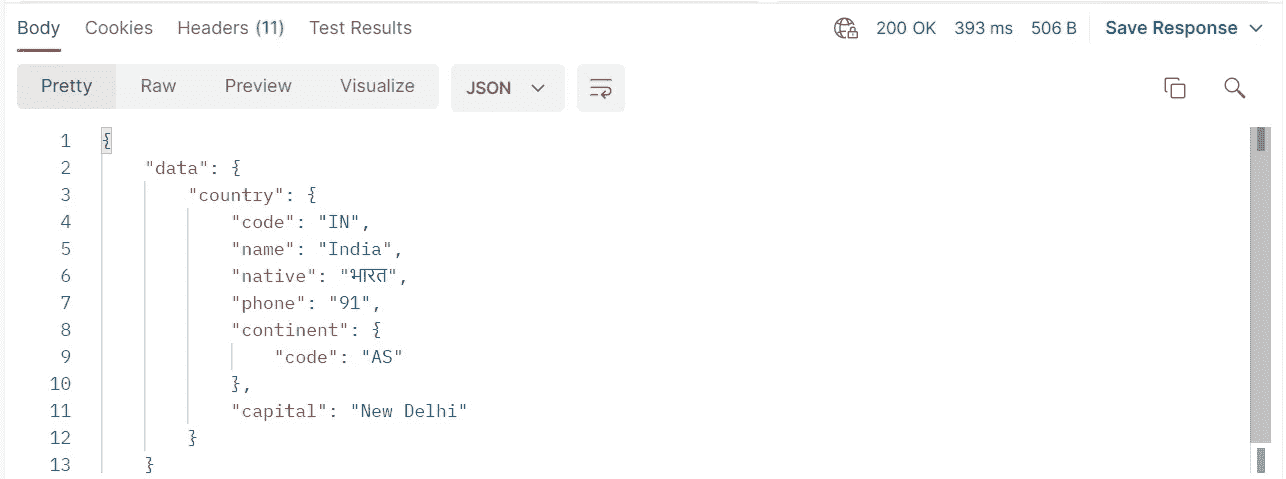 Body Cookies Headers (11) Test Results 200 OK 393 ms 506 B Save Response
Pretty Raw Preview Visualize JSON
1 {
2 "data": {
3 "country": {
4 "code": "IN",
5 "name": "India",
6 "native": "भारत",
7 "phone": "91",
8 "continent": {
9 "code": "AS"
10 },
11 "capital": "New Delhi"
12 }
13 }